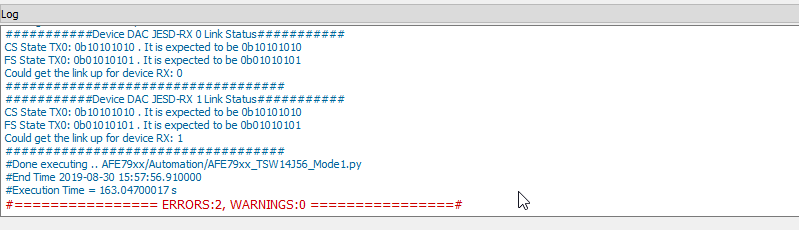 Log
###########Device DAC JESD-RX 0 Link Status###########
CS State TX0: 0b10101010 . It is expected to be 0b10101010
FS State TX0: 0b01010101 . It is expected to be 0b01010101
Could get the link up for device RX: 0
###################################
###########Device DAC JESD-RX 1 Link Status###########
CS State TX0: 0b10101010 . It is expected to be 0b10101010
FS State TX0: 0b01010101 . It is expected to be 0b01010101
Could get the link up for device RX: 1
###################################
#Done executing .. AFE79xx/Automation/AFE79xx_TSW14J56_Mode1.py
#End Time 2019-08-30 15:57:56.910000
#Execution Time = 163.04700017 s
#================ ERRORS:2, WARNINGS:0 ================#